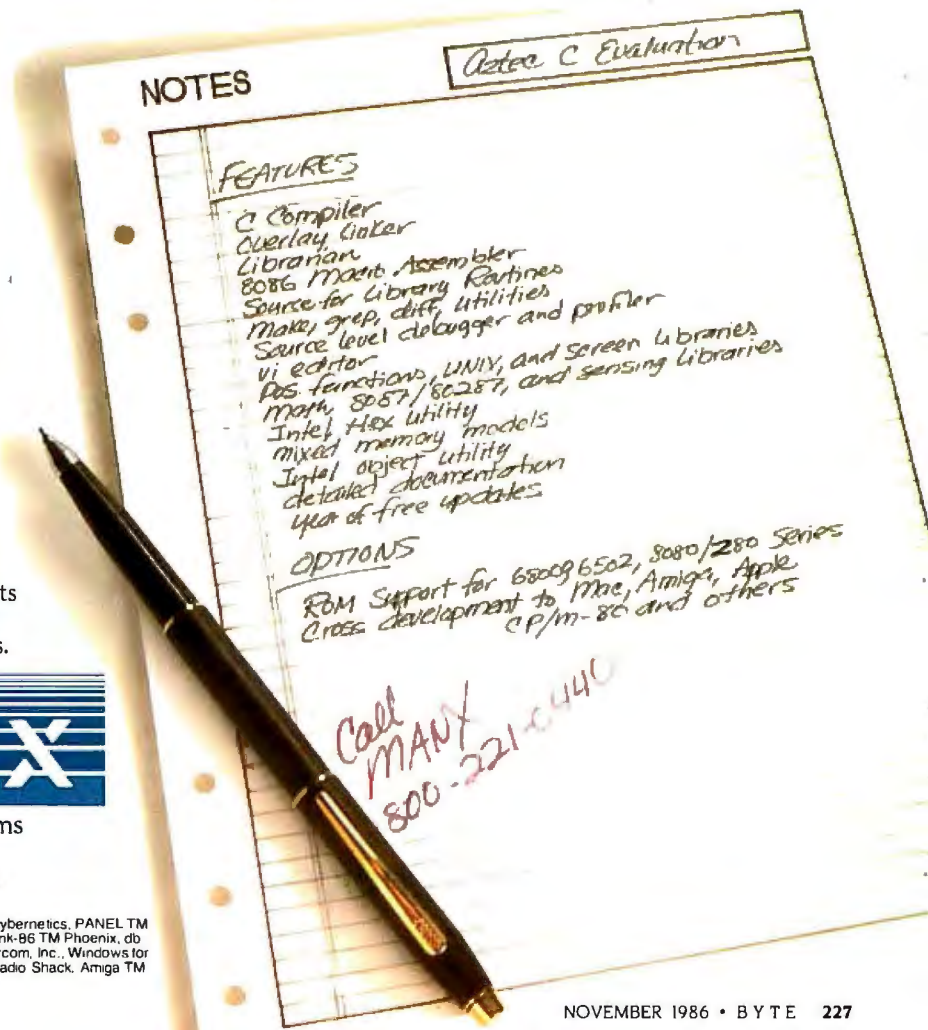 NOTES
Aztec C Evaluation
FEATURES
C Compiler
Overlay Linker
Librarian
8086 Macro Assembler
Source for Library Routines
Make, grep, diff, utilities
Source level debugger and profiler
vi editor
Dos. functions, UNIX, and Screen Libraries
Math, 8087/80287, and sensing Libraries
Intel Hex utility
mixed memory models
Intel object utility
detailed documentation
year of free updates
OPTIONS
ROM Support for 68009 6502, 8080/Z80 Series
Cross development to Mac, Amiga, Apple
CP/m-80 and others
Call
MANX
800-221-0440
ts
s.
X
ms
ybernetics, PANEL TM
nk-86 TM Phoenix, db
rcom, Inc., Windows for
adio Shack, Amiga TM
NOVEMBER 1986 • BYTE 227